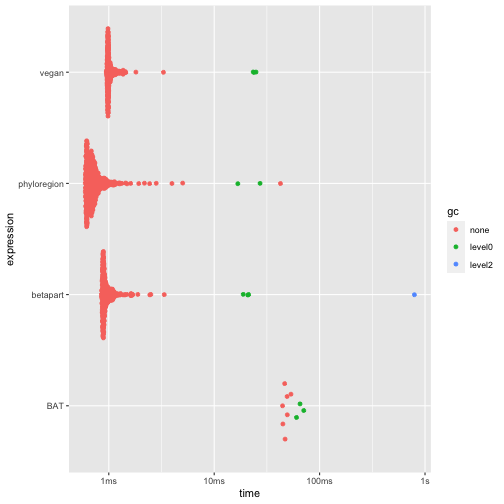 expression
vegan
phyloregion
betapart
BAT
1ms
10ms
100ms
1s
time
gc
none
level0
level2